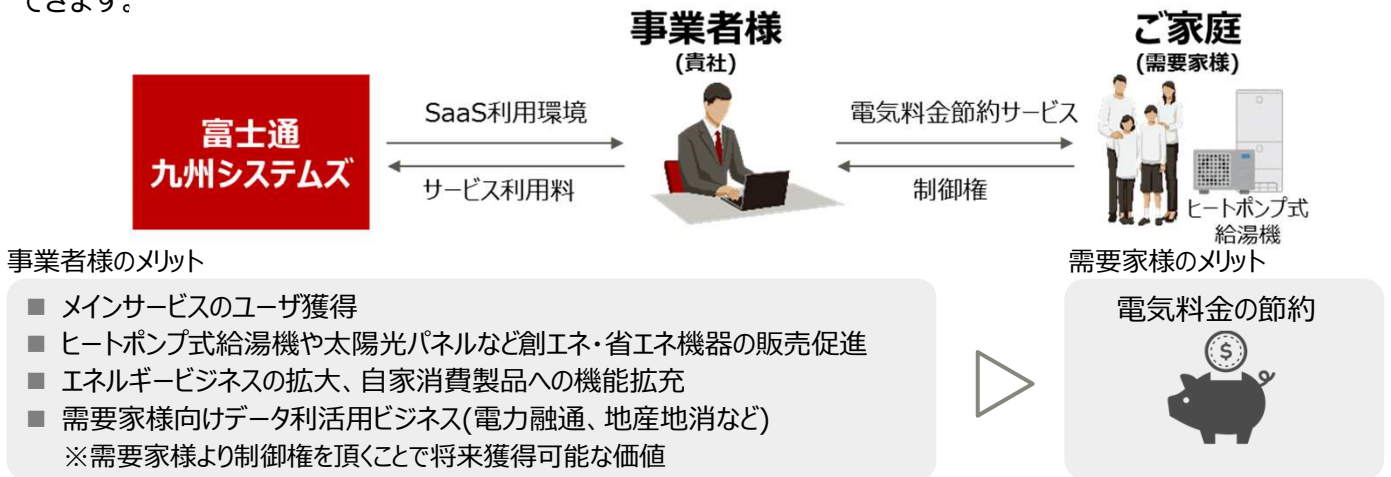 できます。
事業者様
(貴社)
ご家庭
(需要家様)
富士通
九州システムズ
SaaS利用環境
サービス利用料
電気料金節約サービス
制御権
ヒートポンプ式
給湯機
事業者様のメリット
■ メインサービスのユーザ獲得
■ ヒートポンプ式給湯機や太陽光パネルなど創エネ・省エネ機器の販売促進
■ エネルギービジネスの拡大、自家消費製品への機能拡充
■ 需要家様向けデータ利活用ビジネス(電力融通、地産地消など)
※需要家様より制御権を頂くことで将来獲得可能な価値
需要家様のメリット
電気料金の節約
$